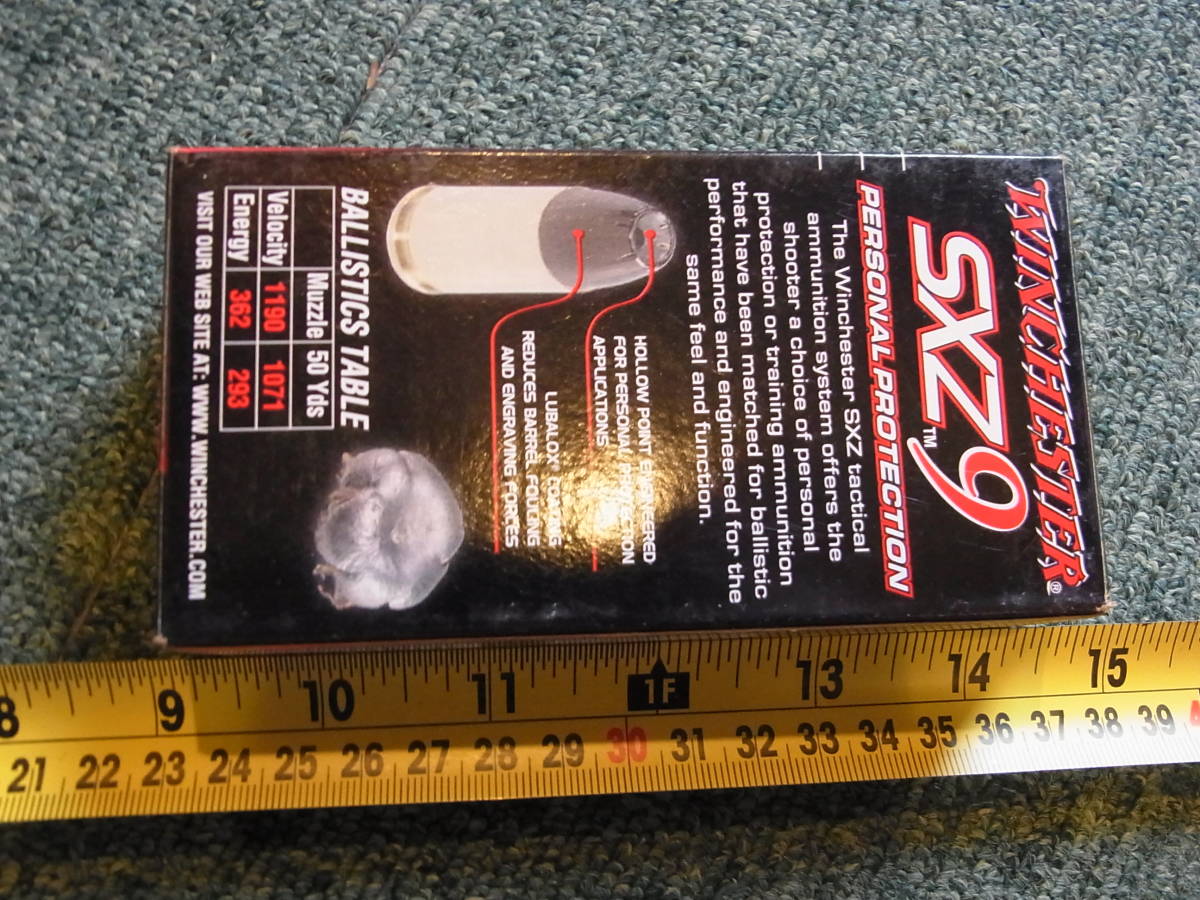 WINCHESTER®
SXZ™9
PERSONAL PROTECTION
The Winchester SXZ tactical
ammunition system offers the
shooter a choice of personal
protection or training ammunition
that have been matched for ballistic
performance and engineered for the
same feel and function.
HOLLOW POINT ENGINEERED
FOR PERSONAL PROTECTION
APPLICATIONS
LUBALOX® COATING
REDUCES BARREL FOULING
AND ENGRAVING FORCES
BALLISTICS TABLE
Muzzle 50 Yds
Velocity 1190 1071
Energy 362 293
VISIT OUR WEB SITE AT: WWW.WINCHESTER.COM
8 9 10 11 1F 13 14 15
21 22 23 24 25 26 27 28 29 30 31 32 33 34 35 36 37 38 39